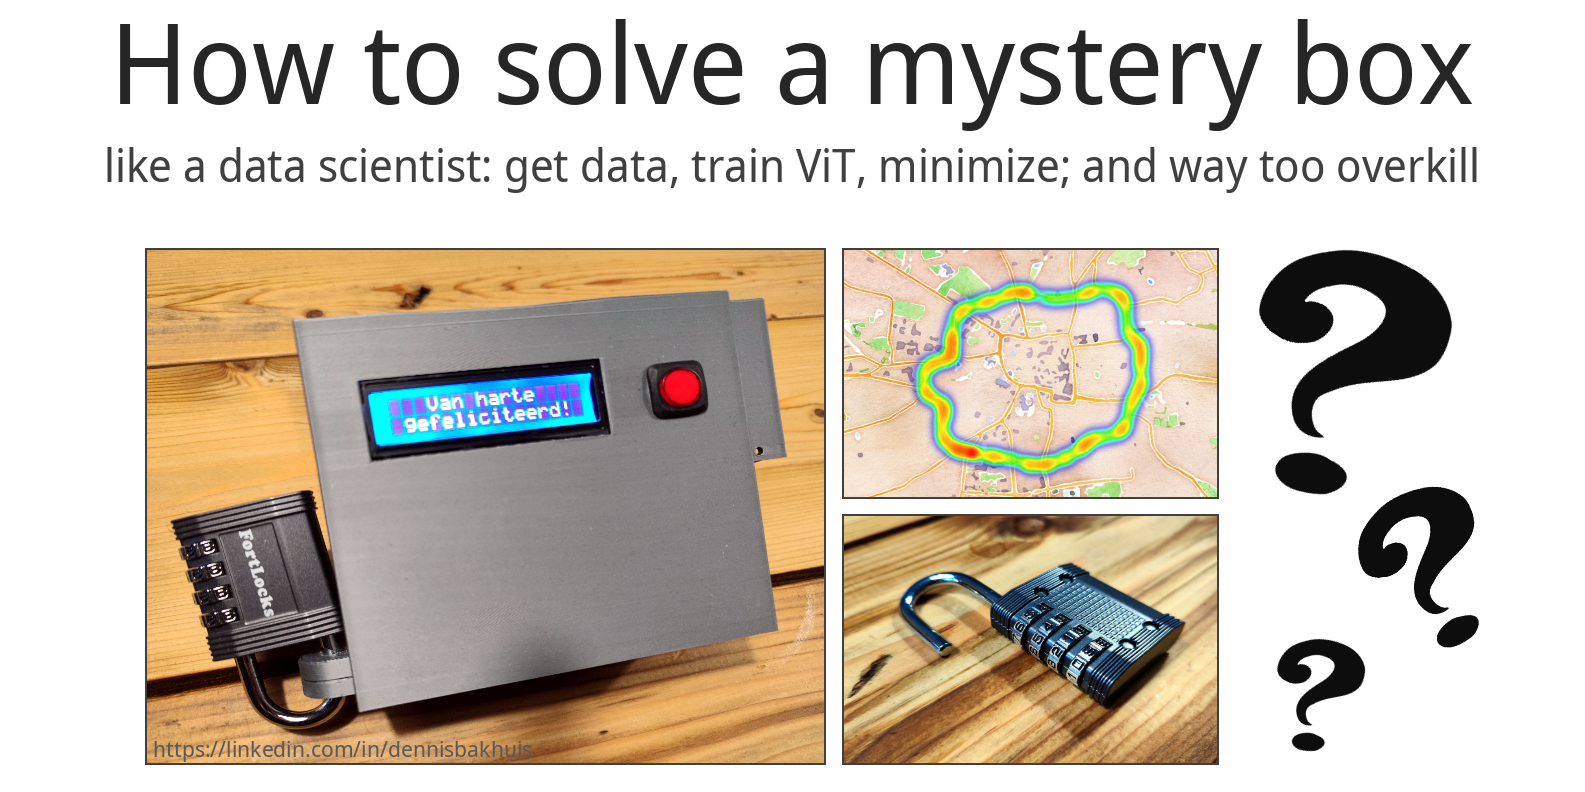 How to solve a mystery box
like a data scientist: get data, train ViT, minimize; and way too overkill
Van harte
gefeliciteerd!
FortLocks
https://linkedin.com/in/dennisbakhuis